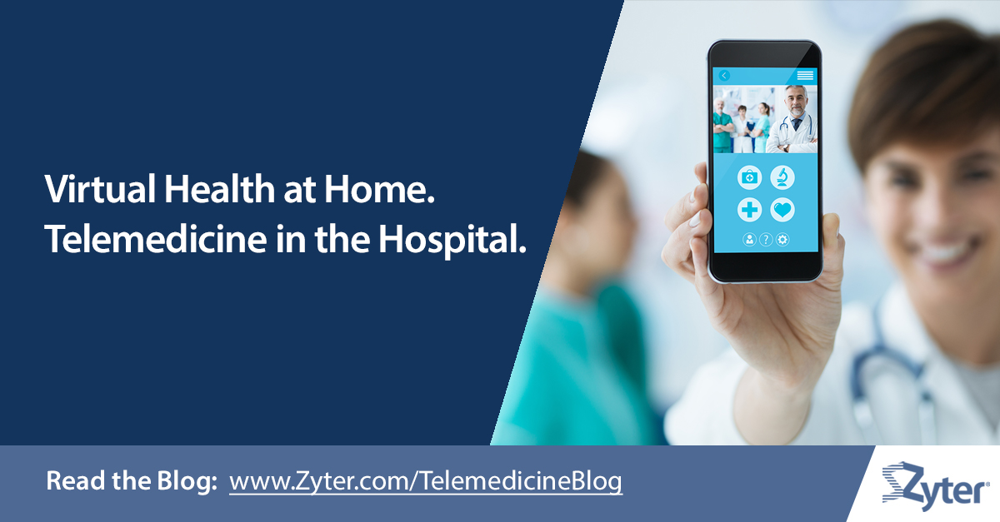 Virtual Health at Home.
Telemedicine in the Hospital.
?
Read the Blog: www.Zyter.com/TelemedicineBlog
Zyter®